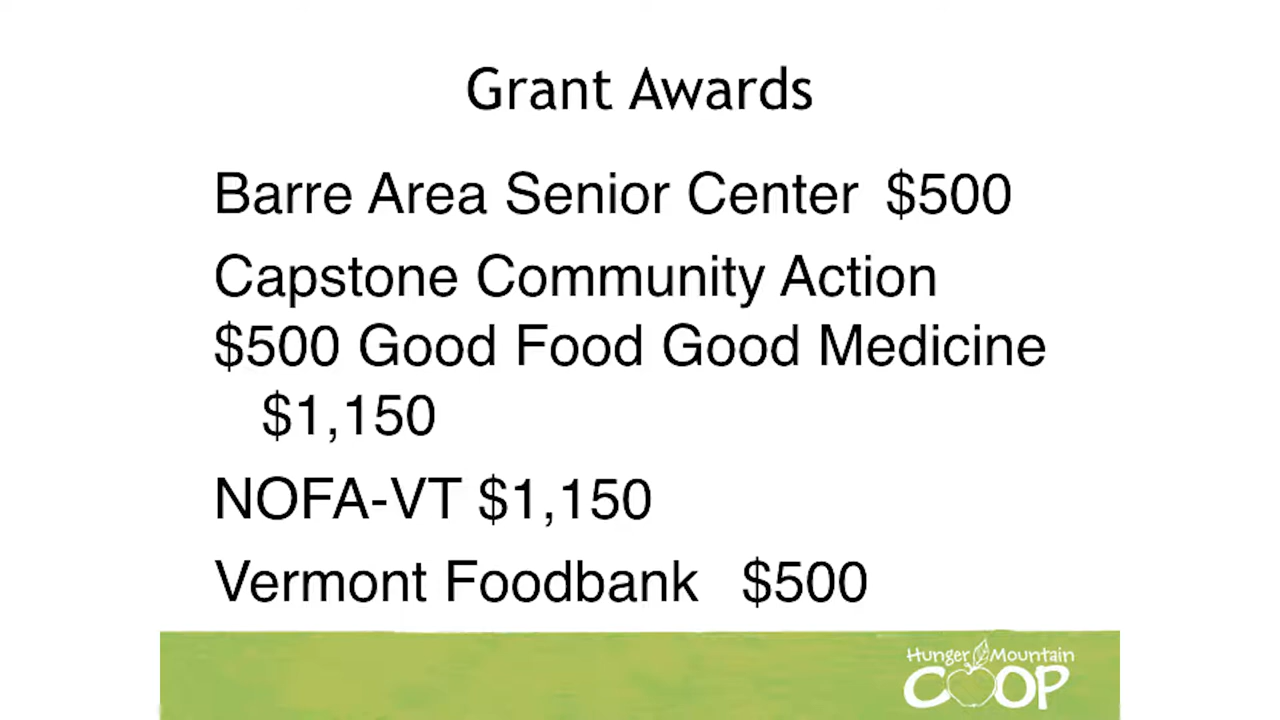 Grant Awards
Barre Area Senior Center $500
Capstone Community Action
$500 Good Food Good Medicine
$1,150
NOFA-VT $1,150
Vermont Foodbank $500
Hunger Mountain
COOP